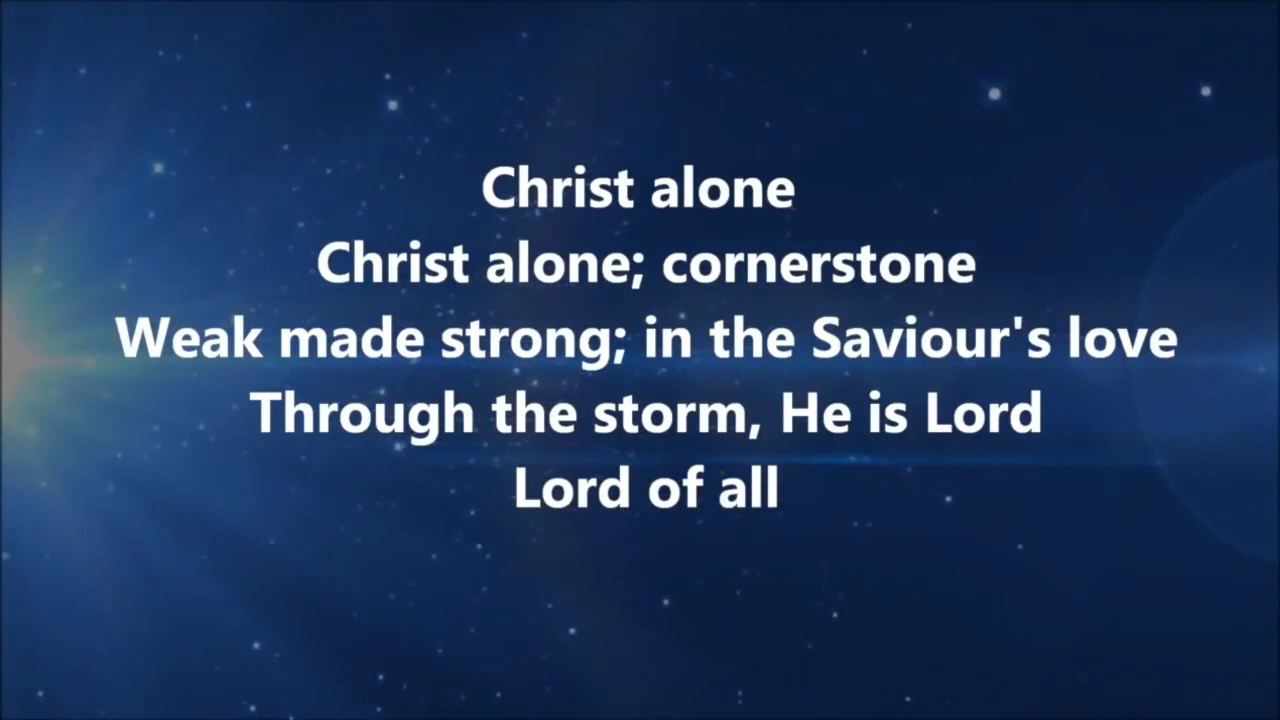 Christ alone
Christ alone; cornerstone
Weak made strong; in the Saviour's love
Through the storm, He is Lord
Lord of all